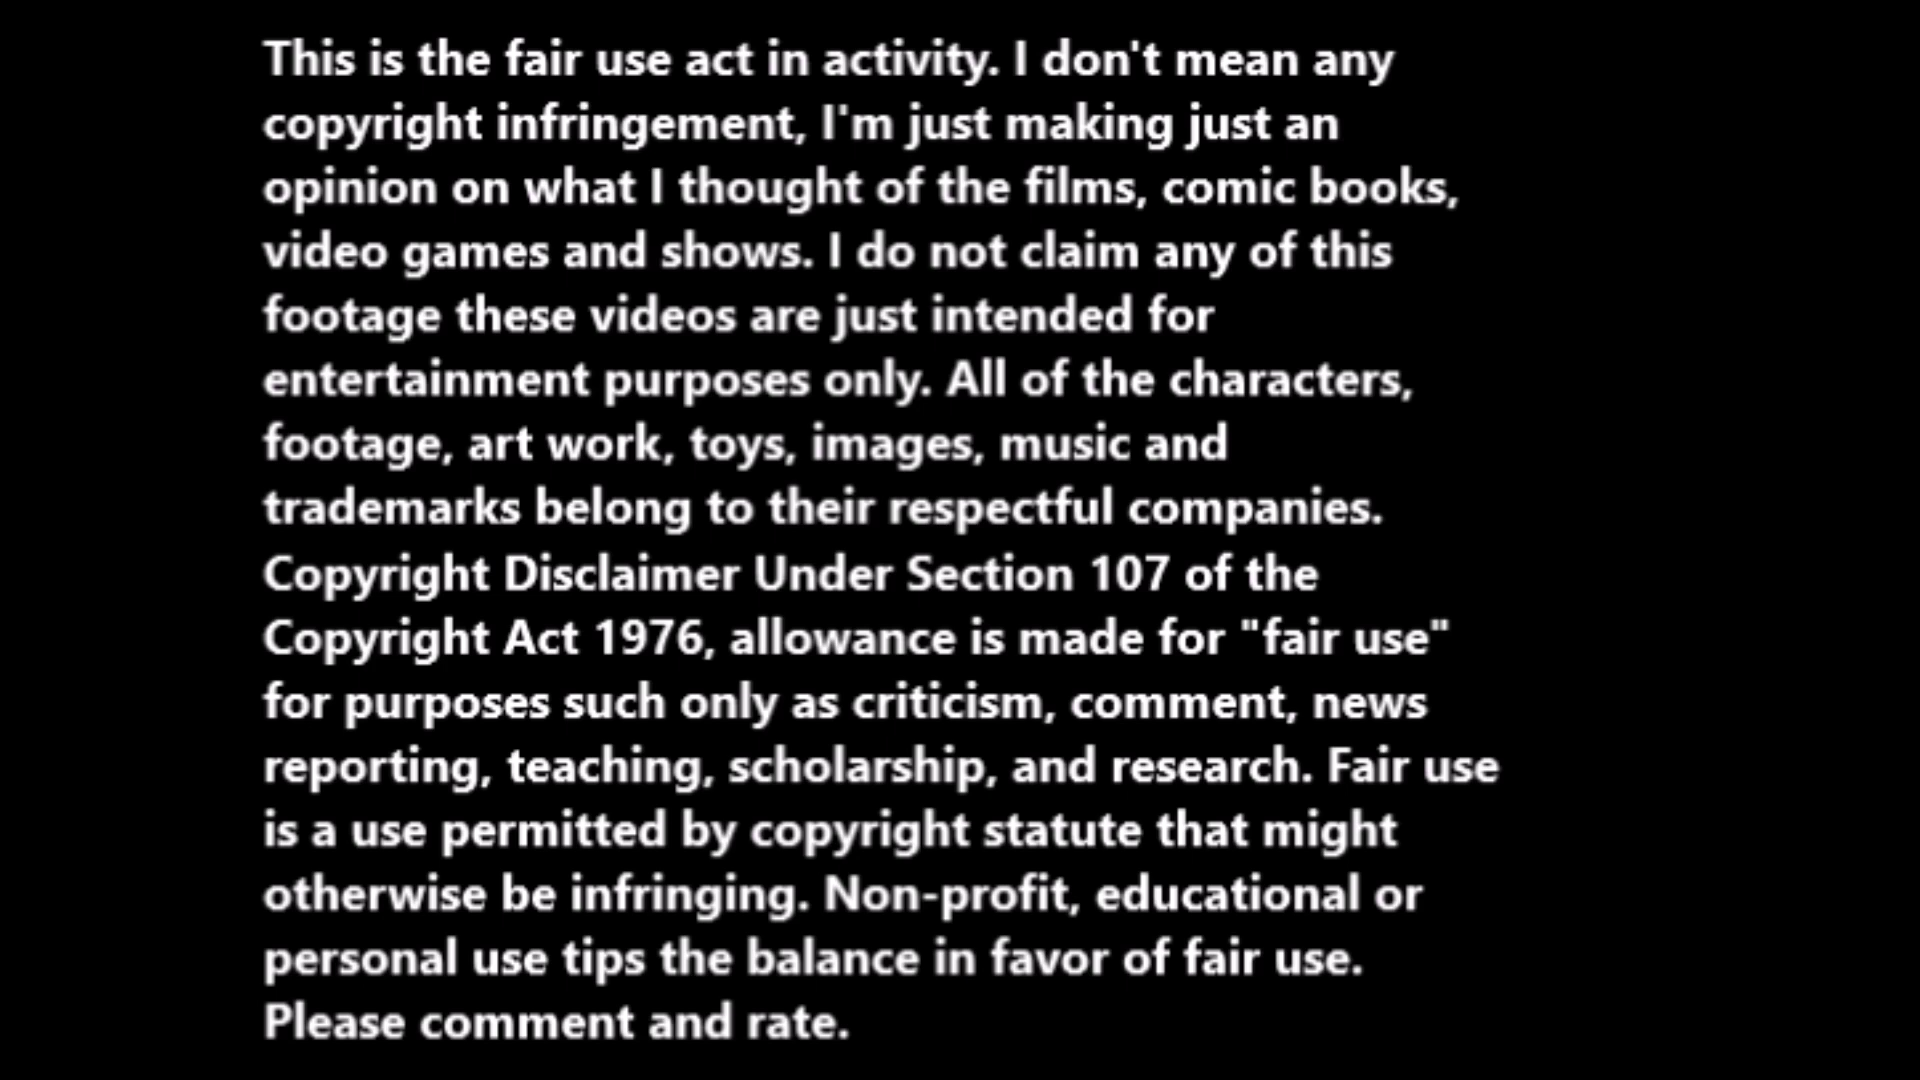 This is the fair use act in activity. I don't mean any
copyright infringement, I'm just making just an
opinion on what I thought of the films, comic books,
video games and shows. I do not claim any of this
footage these videos are just intended for
entertainment purposes only. All of the characters,
footage, art work, toys, images, music and
trademarks belong to their respectful companies.
Copyright Disclaimer Under Section 107 of the
Copyright Act 1976, allowance is made for "fair use"
for purposes such only as criticism, comment, news
reporting, teaching, scholarship, and research. Fair use
is a use permitted by copyright statute that might
otherwise be infringing. Non-profit, educational or
personal use tips the balance in favor of fair use.
Please comment and rate.